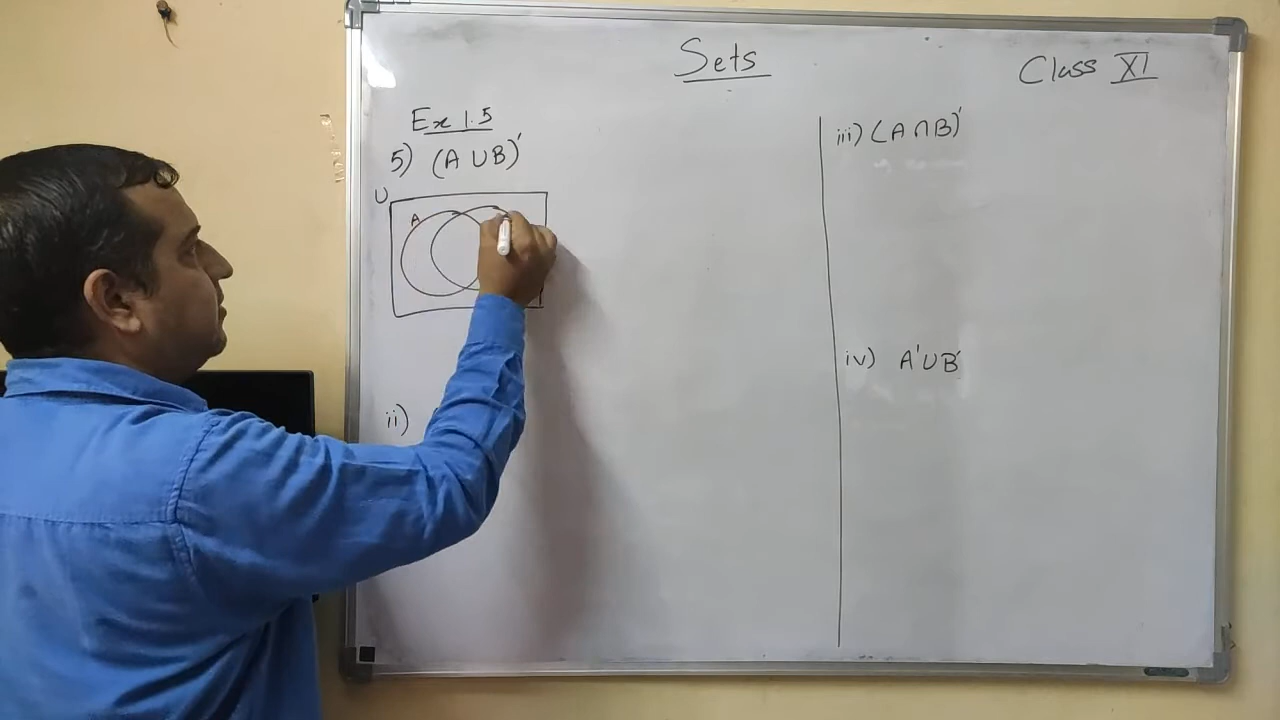 Sets
Class XI
Ex 1.5
5) (A ∪ B)'
U
A
ii)
iii) (A ∩ B)'
iv) A' ∪ B'